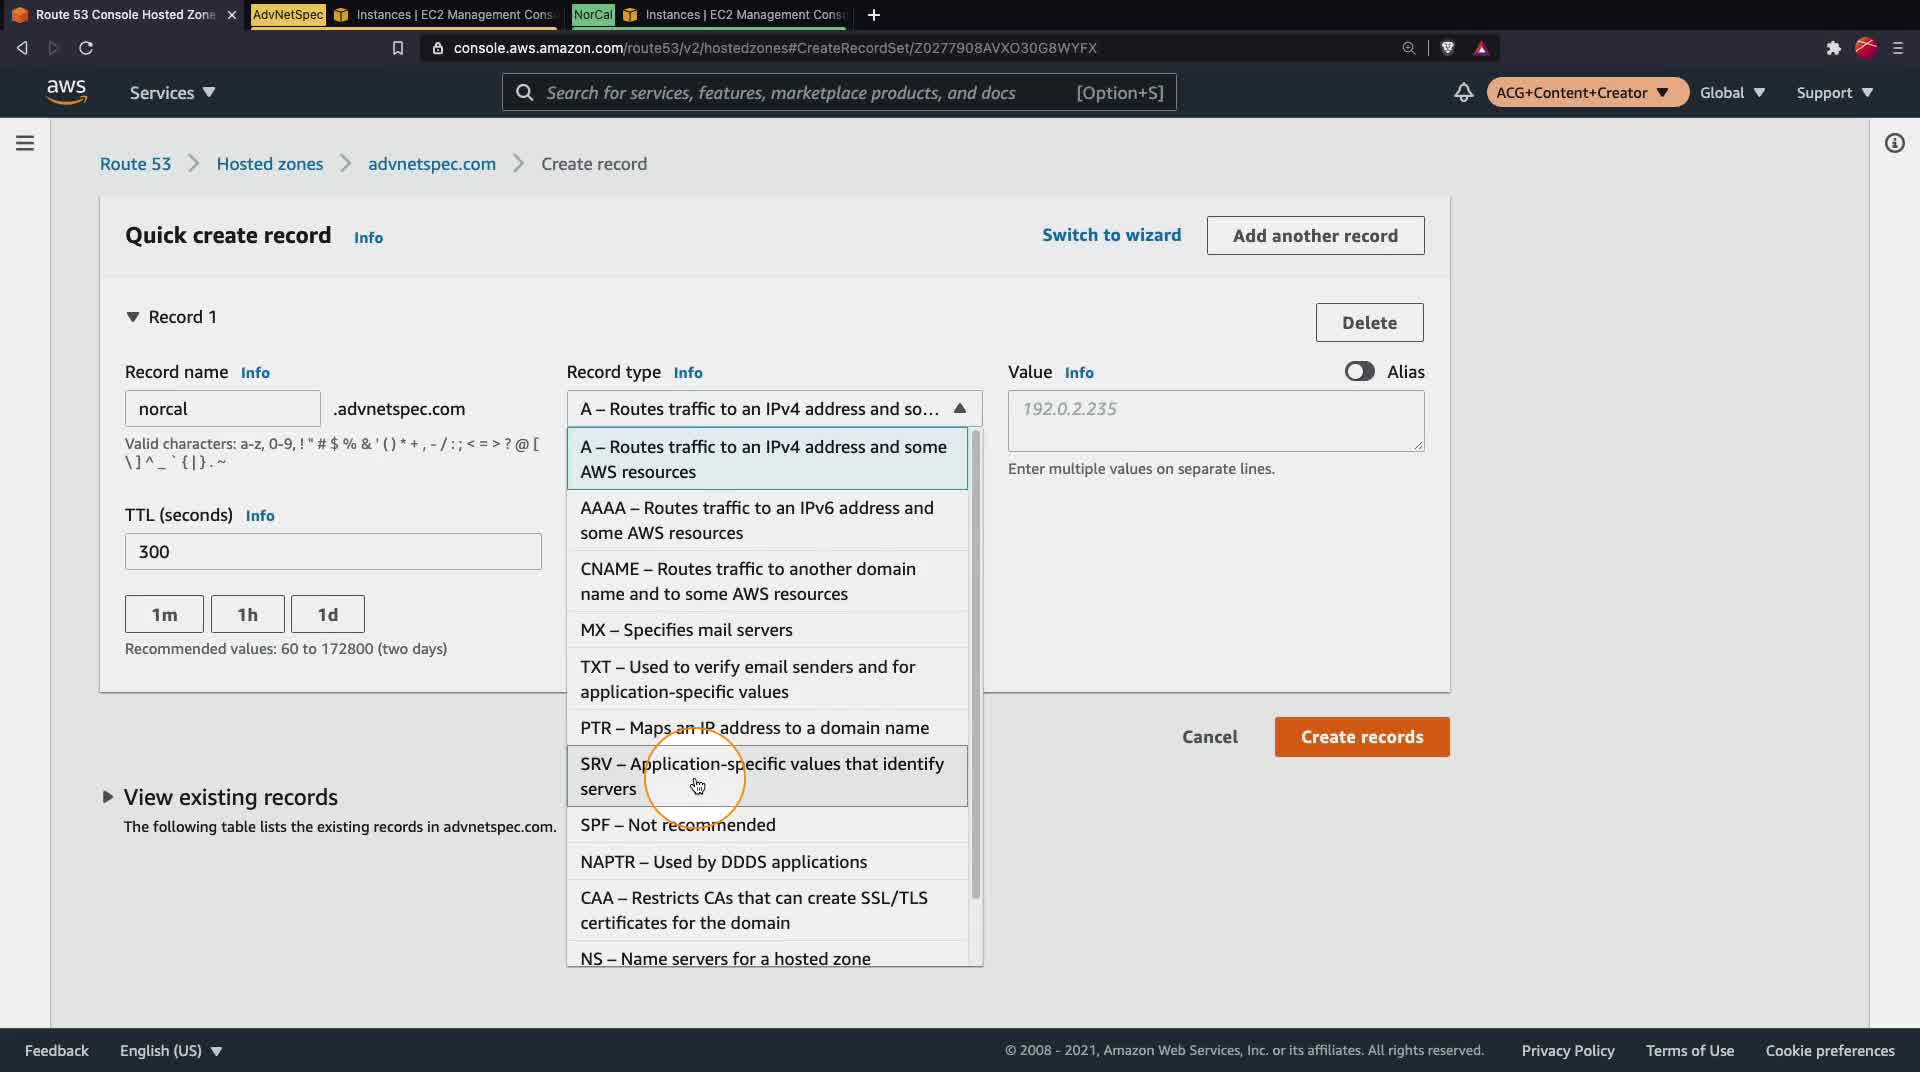 Route 53 Console Hosted Zone
AdvNetSpec
Instances | EC2 Management Cons
NorCal
Instances | EC2 Management Cons
console.aws.amazon.com/route53/v2/hostedzones#CreateRecordSet/Z0277908AVXO30G8WYFX
aws
Services
Search for services, features, marketplace products, and docs
[Option+S]
ACG+Content+Creator
Global
Support
Route 53
Hosted zones
advnetspec.com
Create record
Quick create record
Info
Switch to wizard
Add another record
Record 1
Delete
Record name Info
norcal
.advnetspec.com
Valid characters: a-z, 0-9, ! " # $ % & ' ( ) * + , - / : ; < = > ? @ [
\ ] ^ _ ` { | } . ~
TTL (seconds) Info
300
1m
1h
1d
Recommended values: 60 to 172800 (two days)
Record type Info
A – Routes traffic to an IPv4 address and so...
A – Routes traffic to an IPv4 address and some
AWS resources
AAAA – Routes traffic to an IPv6 address and
some AWS resources
CNAME – Routes traffic to another domain
name and to some AWS resources
MX – Specifies mail servers
TXT – Used to verify email senders and for
application-specific values
PTR – Maps an IP address to a domain name
SRV – Application-specific values that identify
servers
SPF – Not recommended
NAPTR – Used by DDDS applications
CAA – Restricts CAs that can create SSL/TLS
certificates for the domain
NS – Name servers for a hosted zone
Value Info
Alias
192.0.2.235
Enter multiple values on separate lines.
Cancel
Create records
View existing records
The following table lists the existing records in advnetspec.com.
Feedback
English (US)
© 2008 - 2021, Amazon Web Services, Inc. or its affiliates. All rights reserved.
Privacy Policy
Terms of Use
Cookie preferences